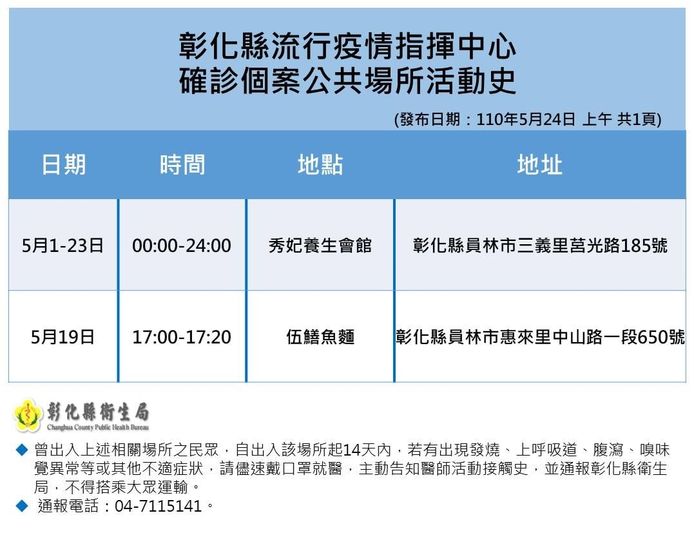 彰化縣流行疫情指揮中心
確診個案公共場所活動史
(發布日期：110年5月24日 上午 共1頁)
日期 時間 地點 地址
5月1-23日 00:00-24:00 秀妃養生會館 彰化縣員林市三義里莒光路185號
5月19日 17:00-17:20 伍鱔魚麵 彰化縣員林市惠來里中山路一段650號
彰化縣衛生局
Changhua County Public Health Bureau
◆ 曾出入上述相關場所之民眾，自出入該場所起14天內，若有出現發燒、上呼吸道、腹瀉、嗅味
覺異常等或其他不適症狀，請儘速戴口罩就醫，主動告知醫師活動接觸史，並通報彰化縣衛生
局，不得搭乘大眾運輸。
◆ 通報電話：04-7115141。